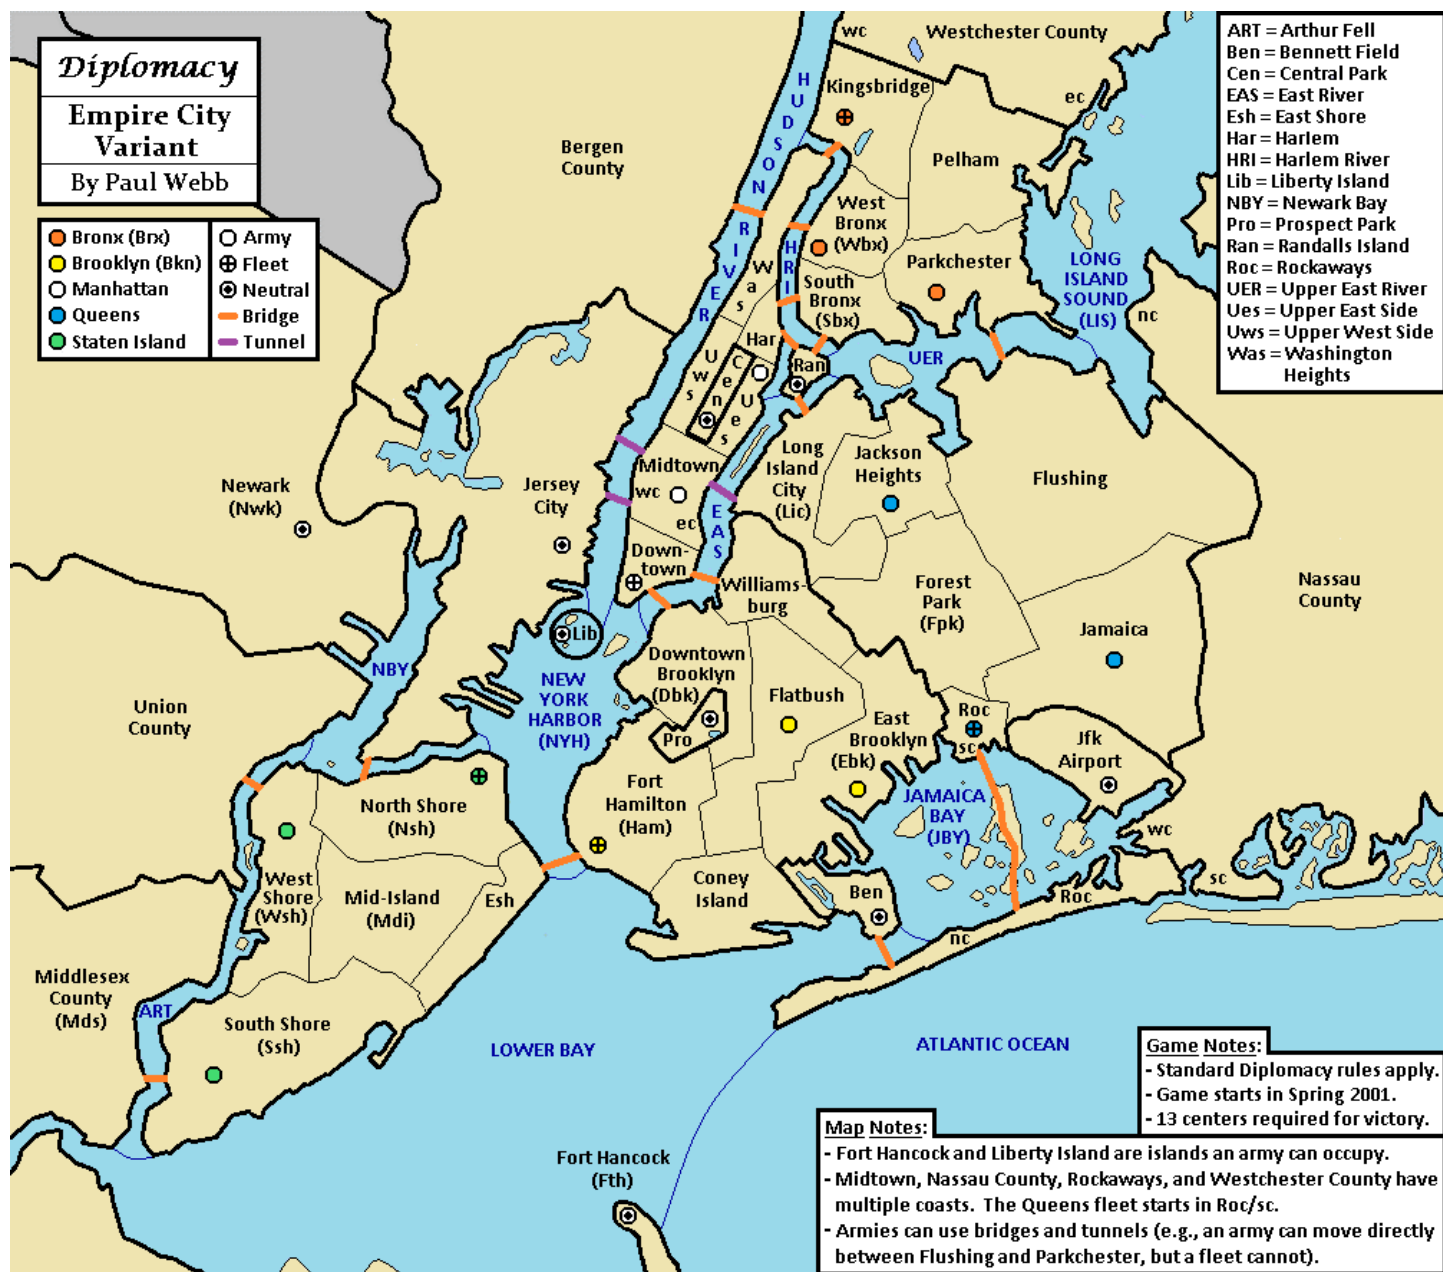 Diplomacy
Empire City
Variant
By Paul Webb
Bronx (Brx)
Brooklyn (Bkn)
Manhattan
Queens
Staten Island
Army
Fleet
Neutral
Bridge
Tunnel
ART = Arthur Fell
Ben = Bennett Field
Cen = Central Park
EAS = East River
Esh = East Shore
Har = Harlem
HRI = Harlem River
Lib = Liberty Island
NBY = Newark Bay
Pro = Prospect Park
Ran = Randalls Island
Roc = Rockaways
UER = Upper East River
Ues = Upper East Side
Uws = Upper West Side
Was = Washington
Heights
wc
Westchester County
ec
Kingsbridge
HUDSON RIVER
Bergen
County
Pelham
West
Bronx
(Wbx)
HRI
Parkchester
LONG
ISLAND
SOUND
(LIS)
nc
Was
South
Bronx
(Sbx)
Har
Ran
UER
Uws
Cen
Ues
Midtown
wc
ec
Long
Island
City
(Lic)
Jackson
Heights
Flushing
Newark
(Nwk)
Jersey
City
EAS
Down-
town
Williams-
burg
Forest
Park
(Fpk)
Nassau
County
Jamaica
Lib
NBY
NEW
YORK
HARBOR
(NYH)
Downtown
Brooklyn
(Dbk)
Pro
Flatbush
East
Brooklyn
(Ebk)
Roc
sc
Jfk
Airport
Union
County
North Shore
(Nsh)
Fort
Hamilton
(Ham)
JAMAICA
BAY
(JBY)
wc
sc
West
Shore
(Wsh)
Mid-Island
(Mdi)
Esh
Coney
Island
Ben
Roc
nc
Middlesex
County
(Mds)
ART
South Shore
(Ssh)
LOWER BAY
ATLANTIC OCEAN
Fort Hancock
(Fth)
Game Notes:
- Standard Diplomacy rules apply.
- Game starts in Spring 2001.
- 13 centers required for victory.
Map Notes:
- Fort Hancock and Liberty Island are islands an army can occupy.
- Midtown, Nassau County, Rockaways, and Westchester County have
multiple coasts. The Queens fleet starts in Roc/sc.
- Armies can use bridges and tunnels (e.g., an army can move directly
between Flushing and Parkchester, but a fleet cannot).